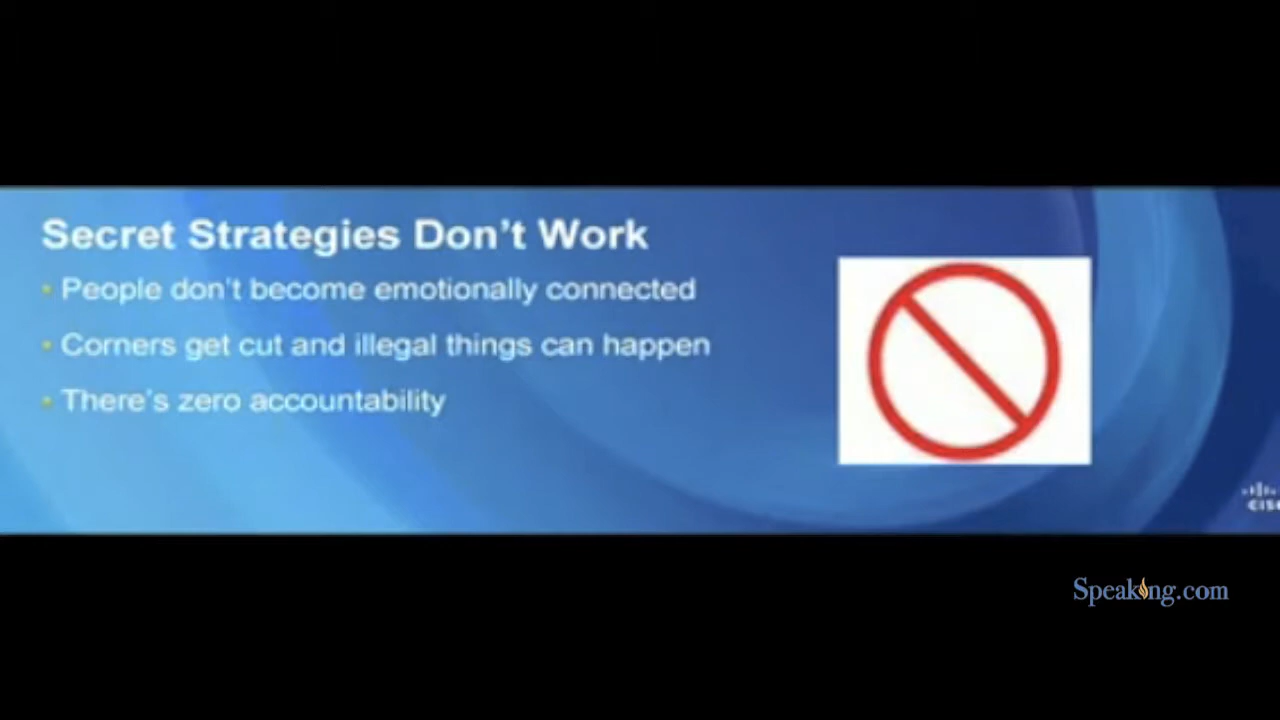 Secret Strategies Don't Work
• People don't become emotionally connected
• Corners get cut and illegal things can happen
• There's zero accountability
Speaking.com